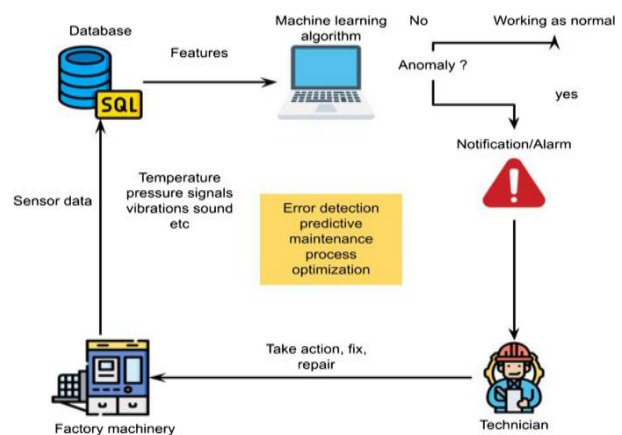 Database
Features
Machine learning
algorithm
No
Working as normal
Anomaly ?
yes
SQL
Notification/Alarm
Sensor data
Temperature
pressure signals
vibrations sound
etc
Error detection
predictive
maintenance
process
optimization
Take action, fix,
repair
Factory machinery
Technician